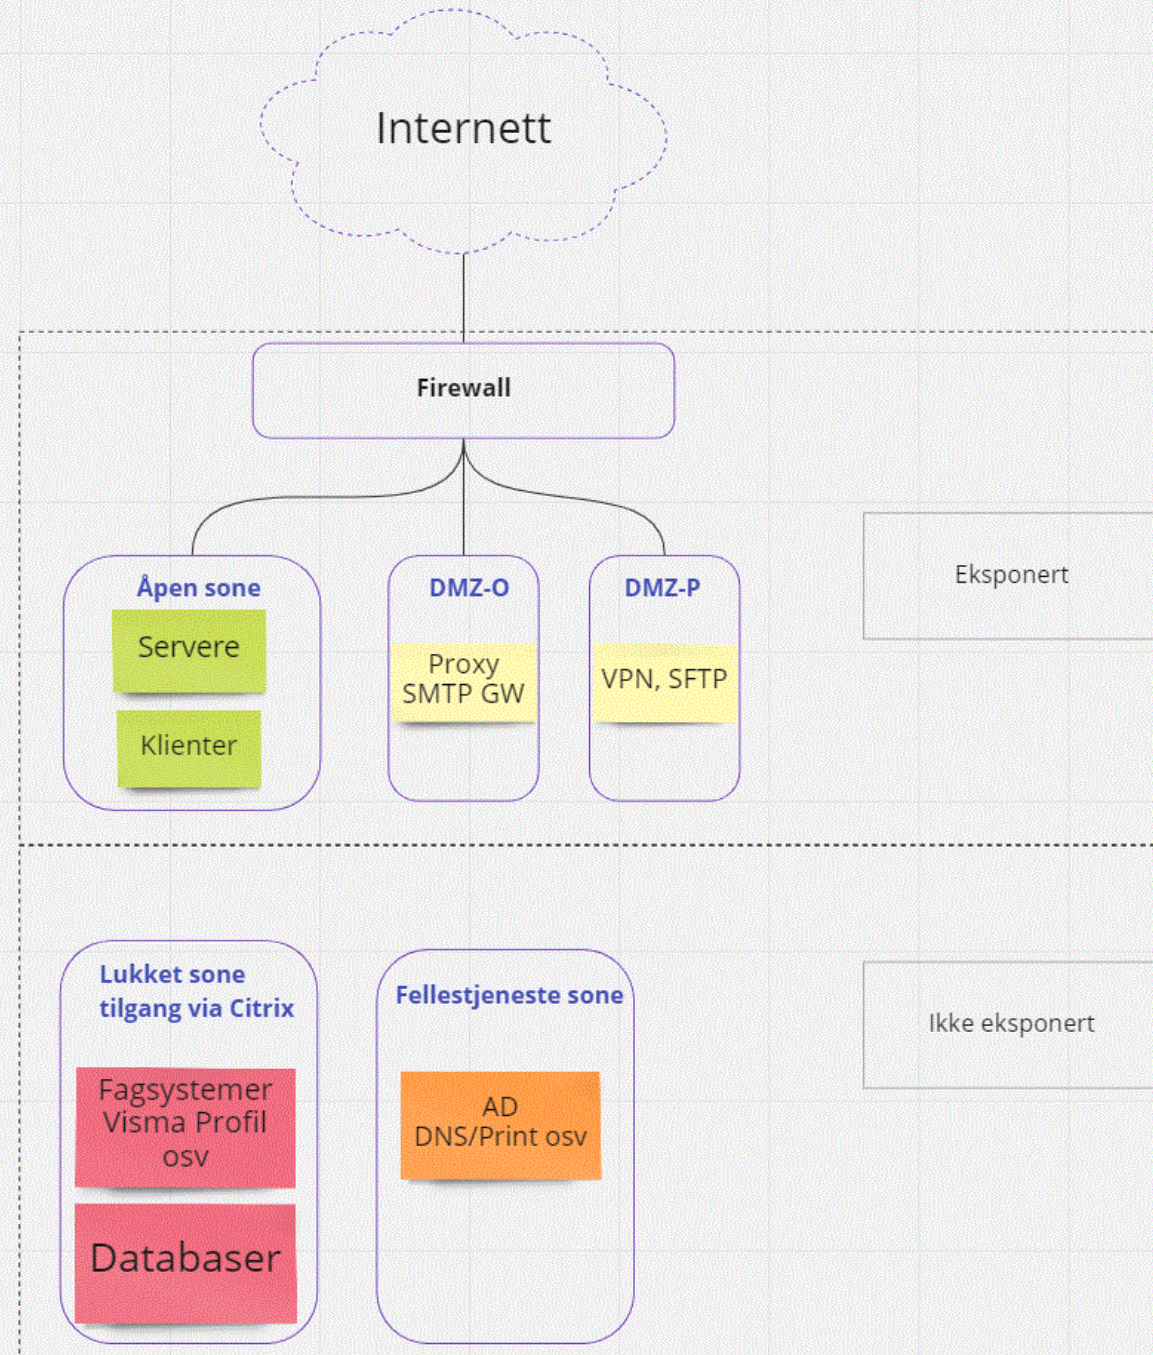 Internett
Firewall
Åpen sone
Servere
Klienter
DMZ-O
Proxy
SMTP GW
DMZ-P
VPN, SFTP
Eksponert
Lukket sone
tilgang via Citrix
Fagsystemer
Visma Profil
osv
Databaser
Fellestjeneste sone
AD
DNS/Print osv
Ikke eksponert